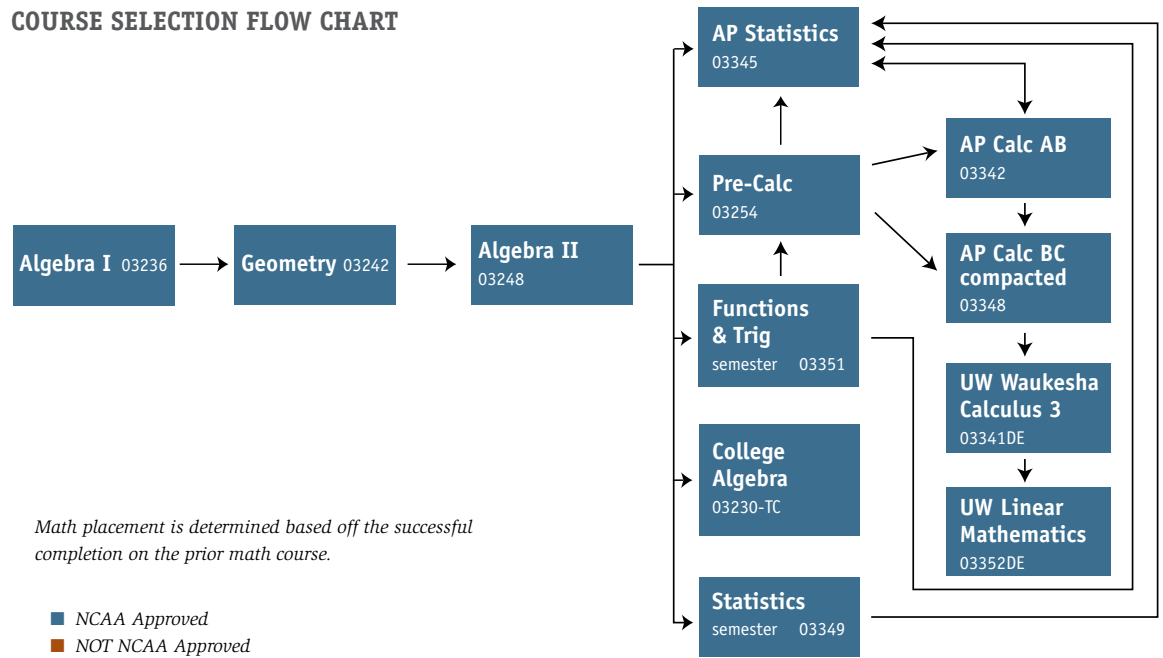 COURSE SELECTION FLOW CHART
AP Statistics
03345
AP Calc AB
03342
Pre-Calc
03254
Algebra I 03236
Geometry 03242
Algebra II
03248
AP Calc BC
compacted
03348
Functions
& Trig
semester 03351
UW Waukesha
Calculus 3
03341DE
College
Algebra
03230-TC
UW Linear
Mathematics
03352DE
Math placement is determined based off the successful
completion on the prior math course.
Statistics
semester 03349
NCAA Approved
NOT NCAA Approved